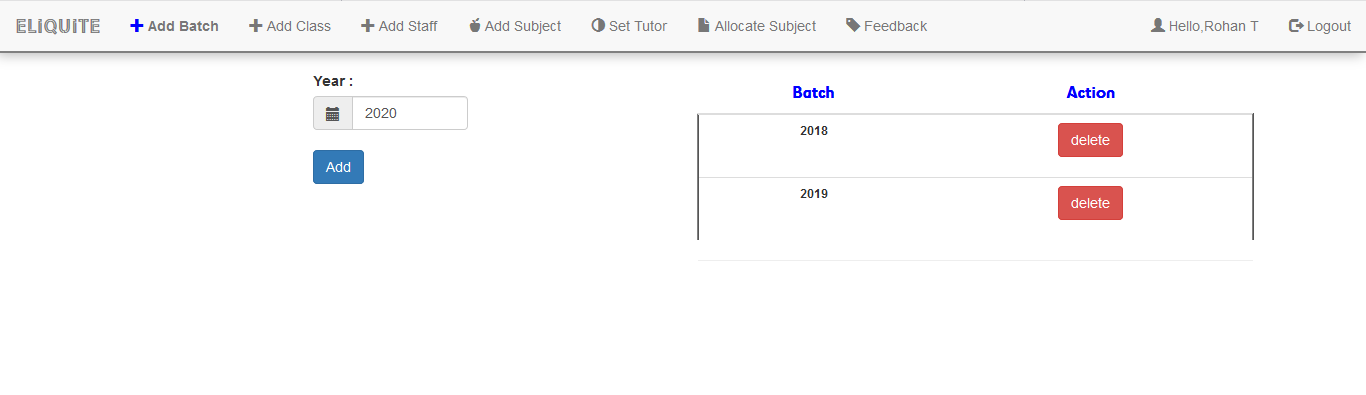 ELiQUiTE Add Batch Add Class Add Staff Add Subject Set Tutor Allocate Subject Feedback Hello,Rohan T Logout
Year :
2020
Add
Batch Action
2018 delete
2019 delete